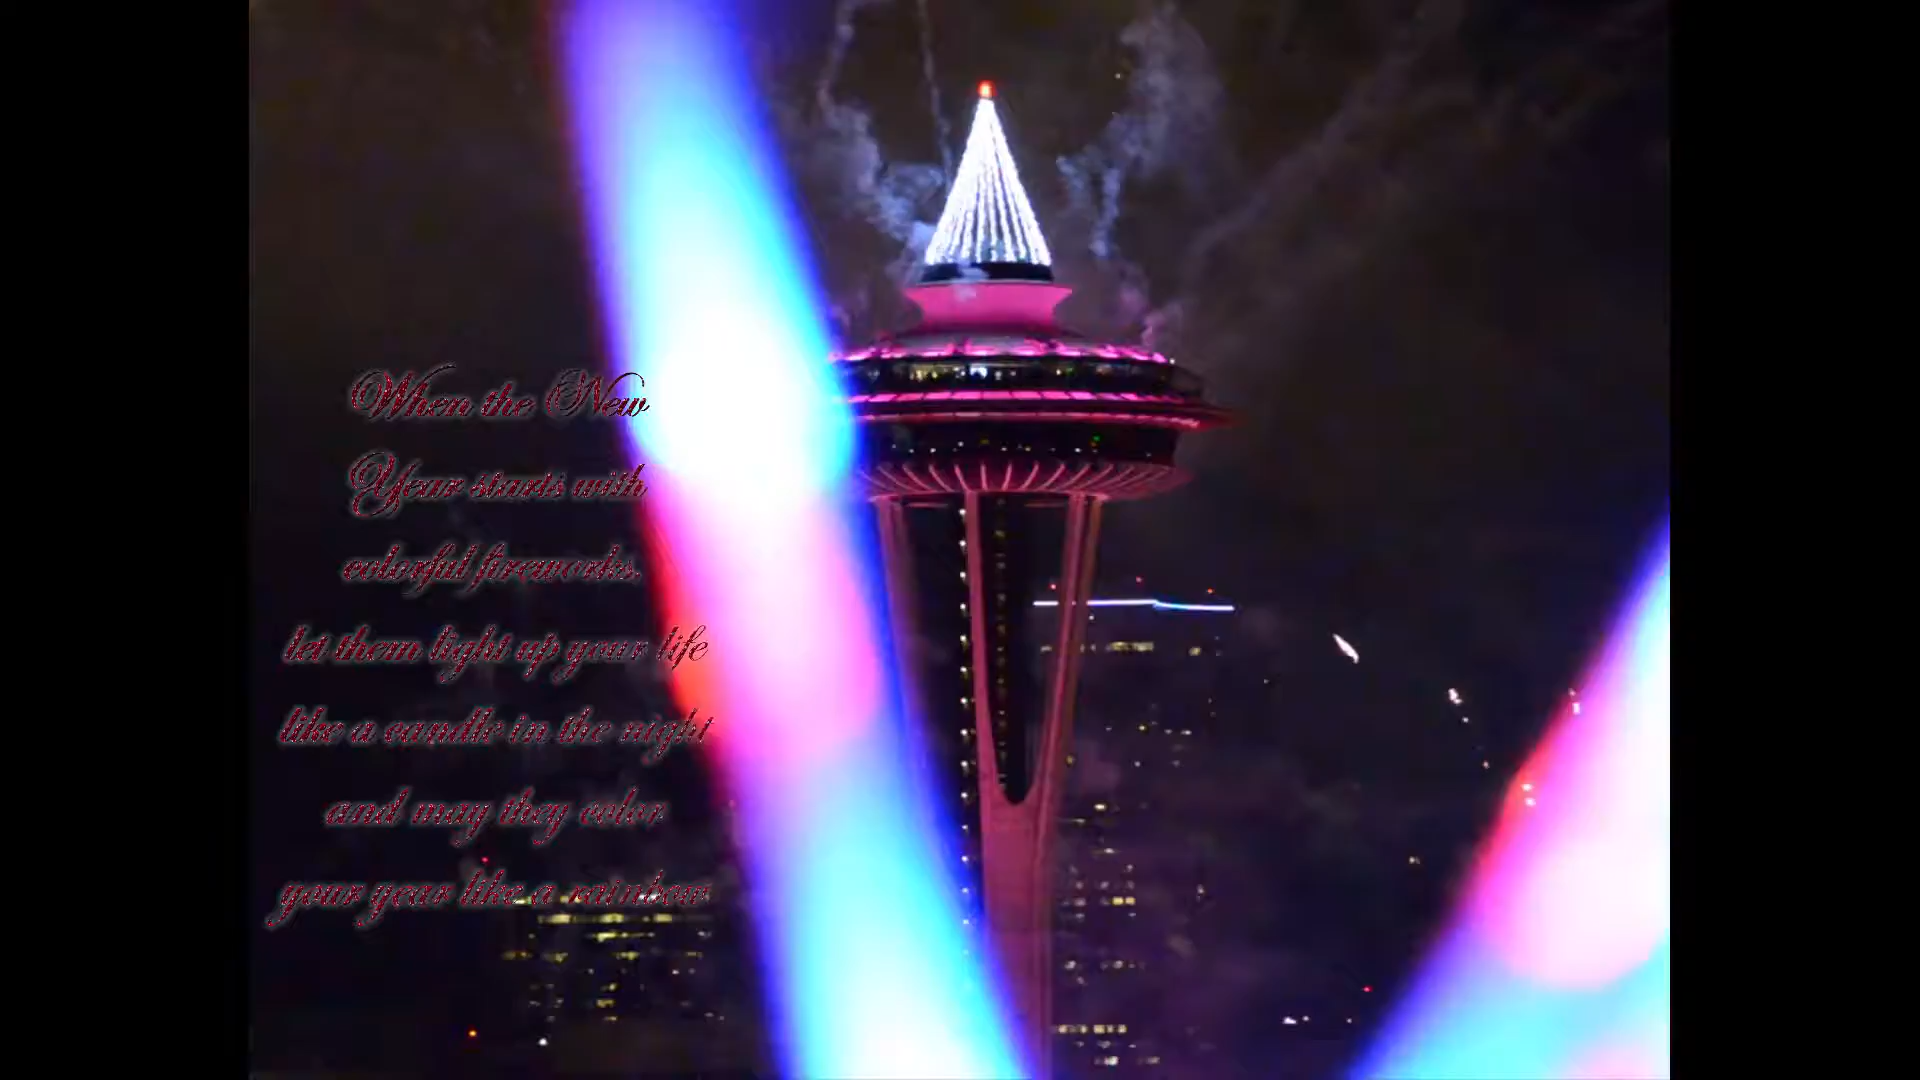 When the New
Year starts with
colorful fireworks.
let them light up your life
like a candle in the night
and may they color
your year like a rainbow